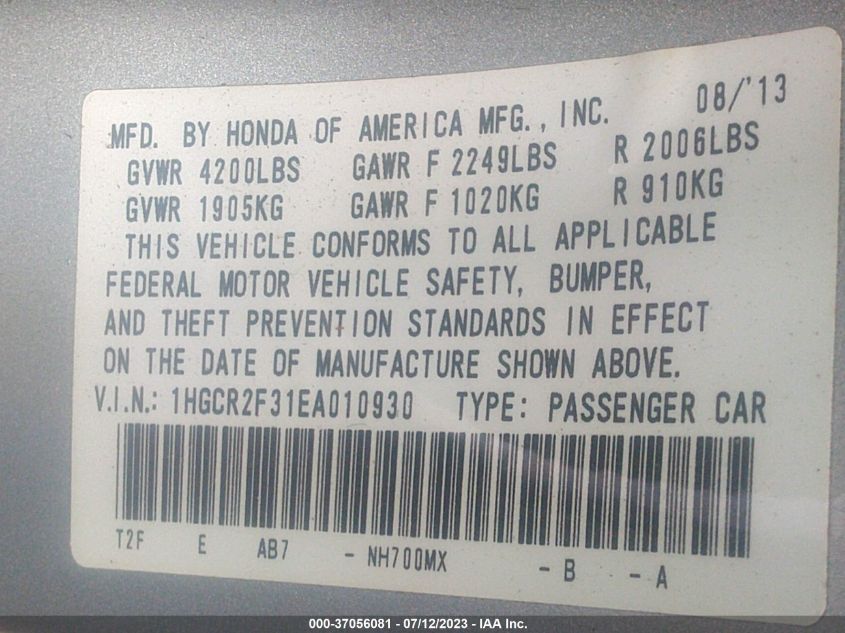 08/'13
MFD. BY HONDA OF AMERICA MFG., INC.
GVWR 4200LBS GAWR F 2249LBS R 2006LBS
GVWR 1905KG GAWR F 1020KG R 910KG
THIS VEHICLE CONFORMS TO ALL APPLICABLE
FEDERAL MOTOR VEHICLE SAFETY, BUMPER,
AND THEFT PREVENTION STANDARDS IN EFFECT
ON THE DATE OF MANUFACTURE SHOWN ABOVE.
V.I.N.: 1HGCR2F31EA010930 TYPE: PASSENGER CAR
T2F E AB7 - NH700MX - B - A
000-37056081 - 07/12/2023 - IAA Inc.